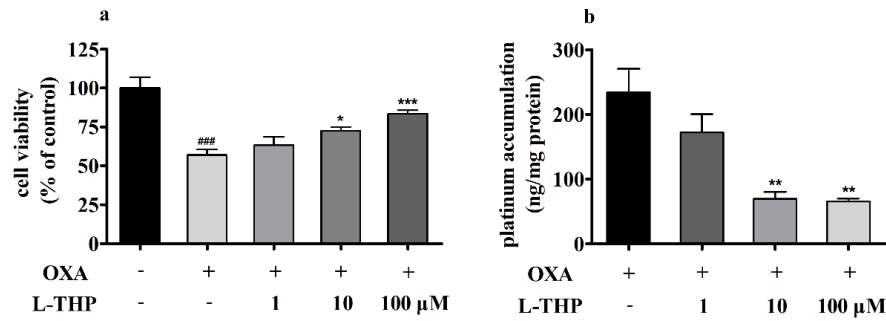 a
125
100
75
50
25
0
cell viability
(% of control)
###
*
***
OXA - + + + +
L-THP - - 1 10 100 µM
b
300
200
100
0
platinum accumulation
(ng/mg protein)
**
**
OXA + + + +
L-THP - 1 10 100 µM